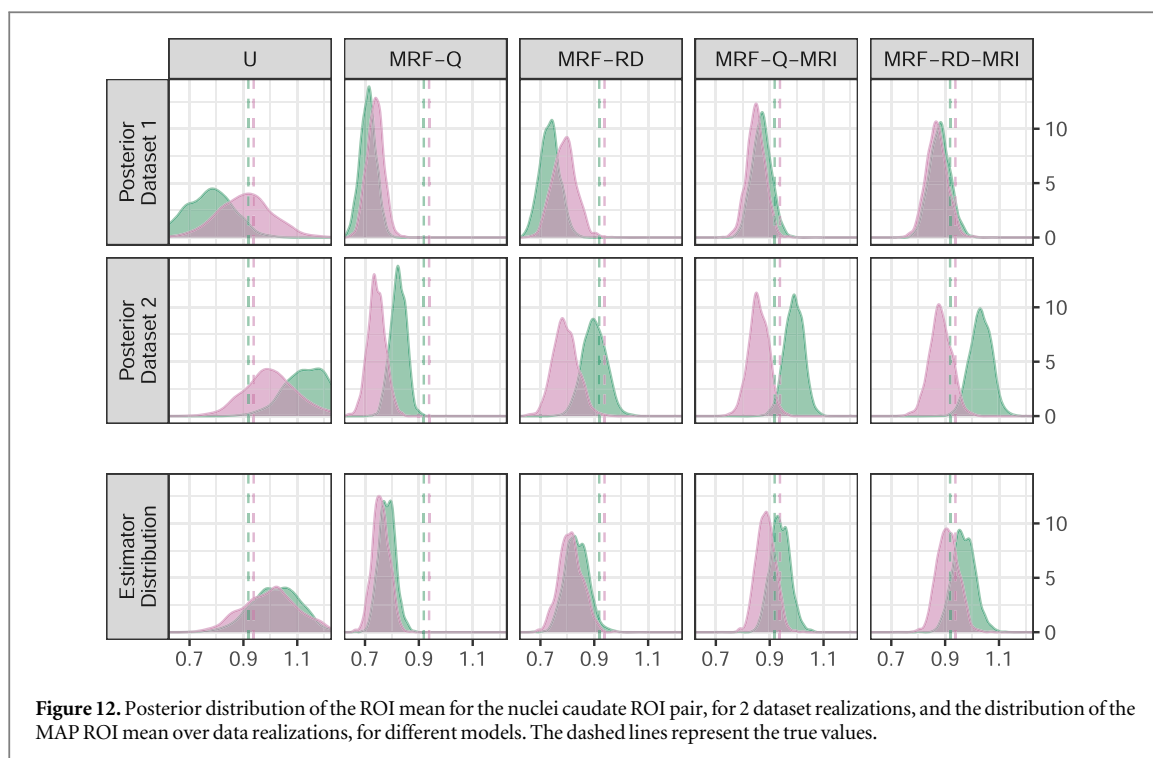 U MRF–Q MRF–RD MRF–Q–MRI MRF–RD–MRI
Posterior
Dataset 1
10
5
0
Posterior
Dataset 2
10
5
0
Estimator
Distribution
10
5
0
0.7 0.9 1.1 0.7 0.9 1.1 0.7 0.9 1.1 0.7 0.9 1.1 0.7 0.9 1.1
Figure 12. Posterior distribution of the ROI mean for the nuclei caudate ROI pair, for 2 dataset realizations, and the distribution of the
MAP ROI mean over data realizations, for different models. The dashed lines represent the true values.